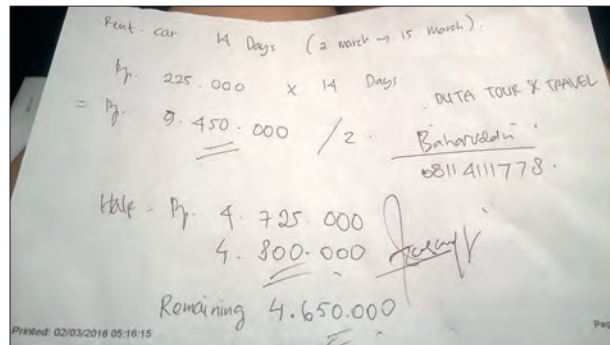 Rent car 14 Days (2 march → 15 March).
Rp. 225.000 x 14 Days.
= Rp. 9.450.000 / 2.
DUTA TOUR & TRAVEL
Baharuddin
08114111778.
Half = Rp. 4.725.000
4.800.000
Remaining 4.650.000
Printed: 02/03/2016 05:16:15